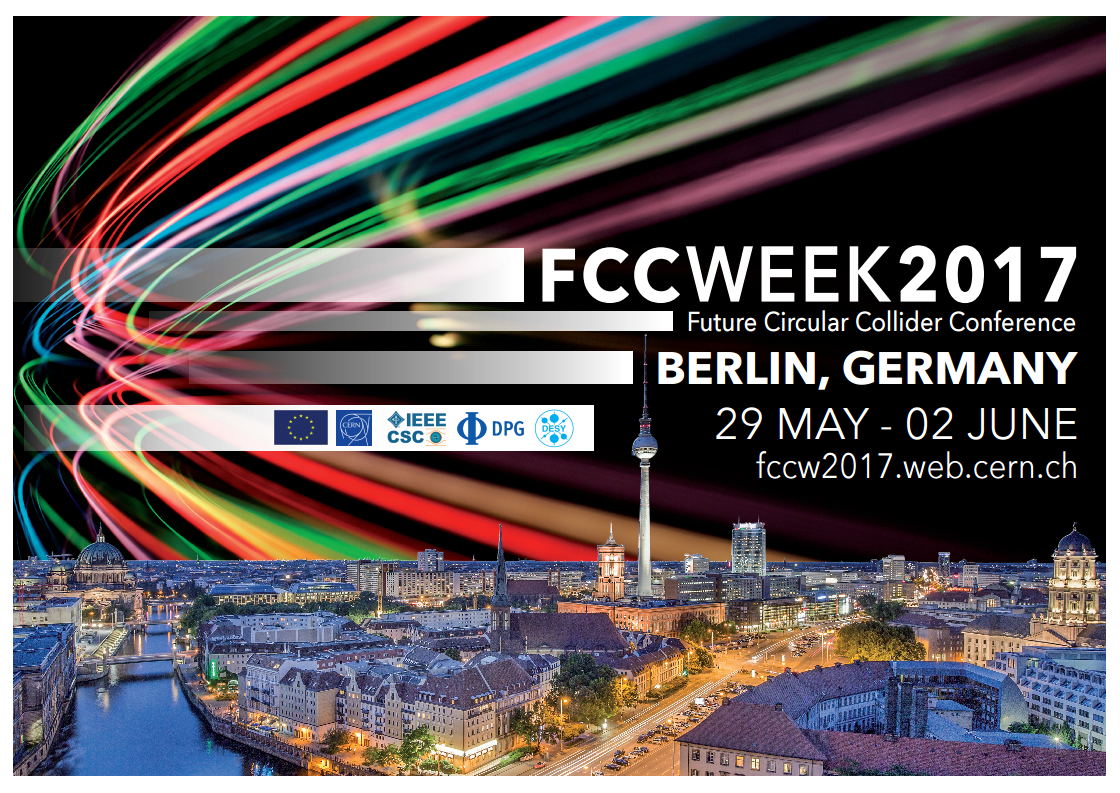 FCCWEEK2017
Future Circular Collider Conference
BERLIN, GERMANY
29 MAY - 02 JUNE
fccw2017.web.cern.ch
CERN
IEEE
CSC
DPG
DESY